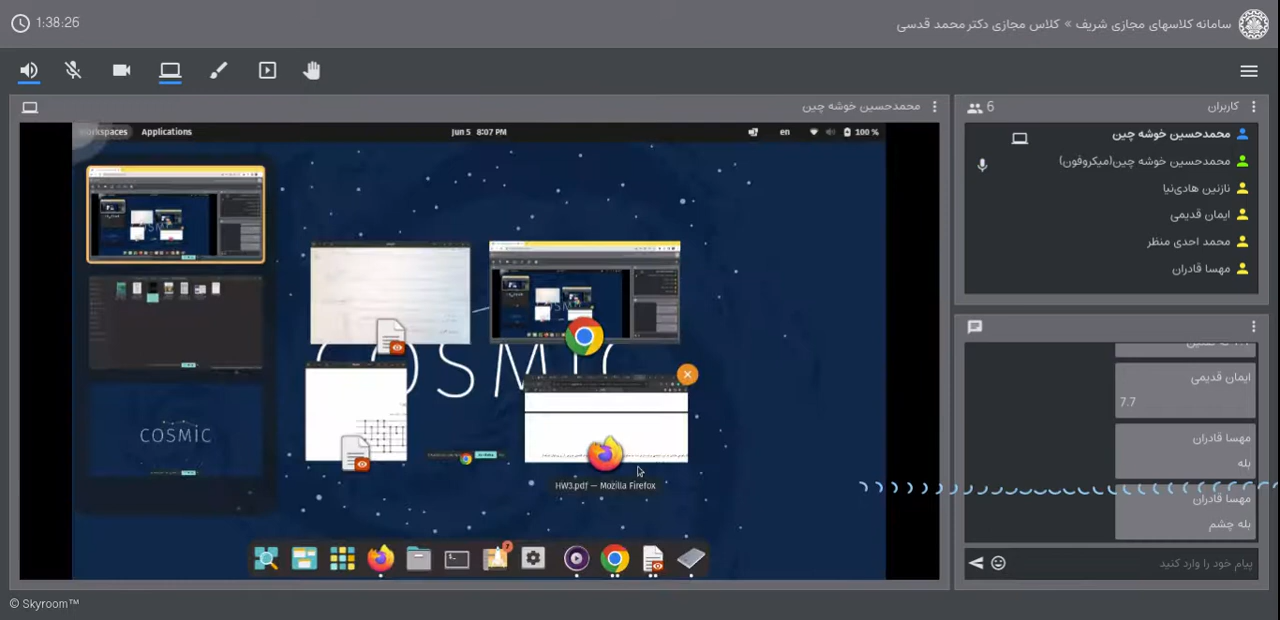 1:38:26
سامانه کلاسهای مجازی شریف » کلاس مجازی دکتر محمد قدسی
محمدحسین خوشه چین
Workspaces
Applications
Jun 5 8:07 PM
en
100 %
COSMIC
COSMIC
HW3.pdf — Mozilla Firefox
7
6
کاربران
محمدحسین خوشه چین
محمدحسین خوشه چین(میکروفون)
نازنین هادی‌نیا
ایمان قدیمی
محمد احدی منظر
مهسا قادران
ایمان قدیمی
7.7
مهسا قادران
بله
مهسا قادران
بله چشم
پیام خود را وارد کنید
© Skyroom™